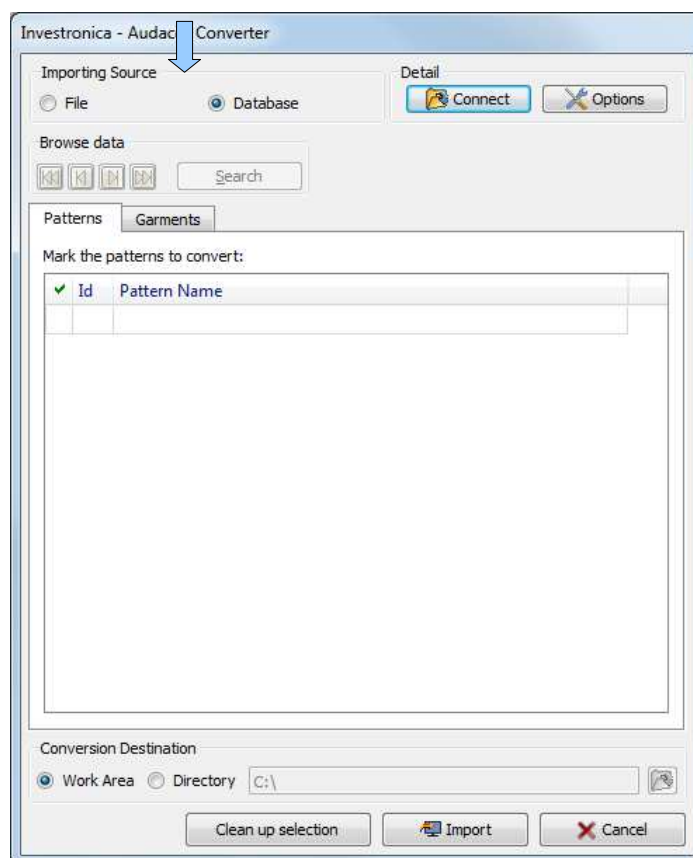 Investronica - Audaces Converter
Importing Source
File
Database
Detail
Connect
Options
Browse data
Search
Patterns
Garments
Mark the patterns to convert:
Id
Pattern Name
Conversion Destination
Work Area
Directory
C:\
Clean up selection
Import
Cancel